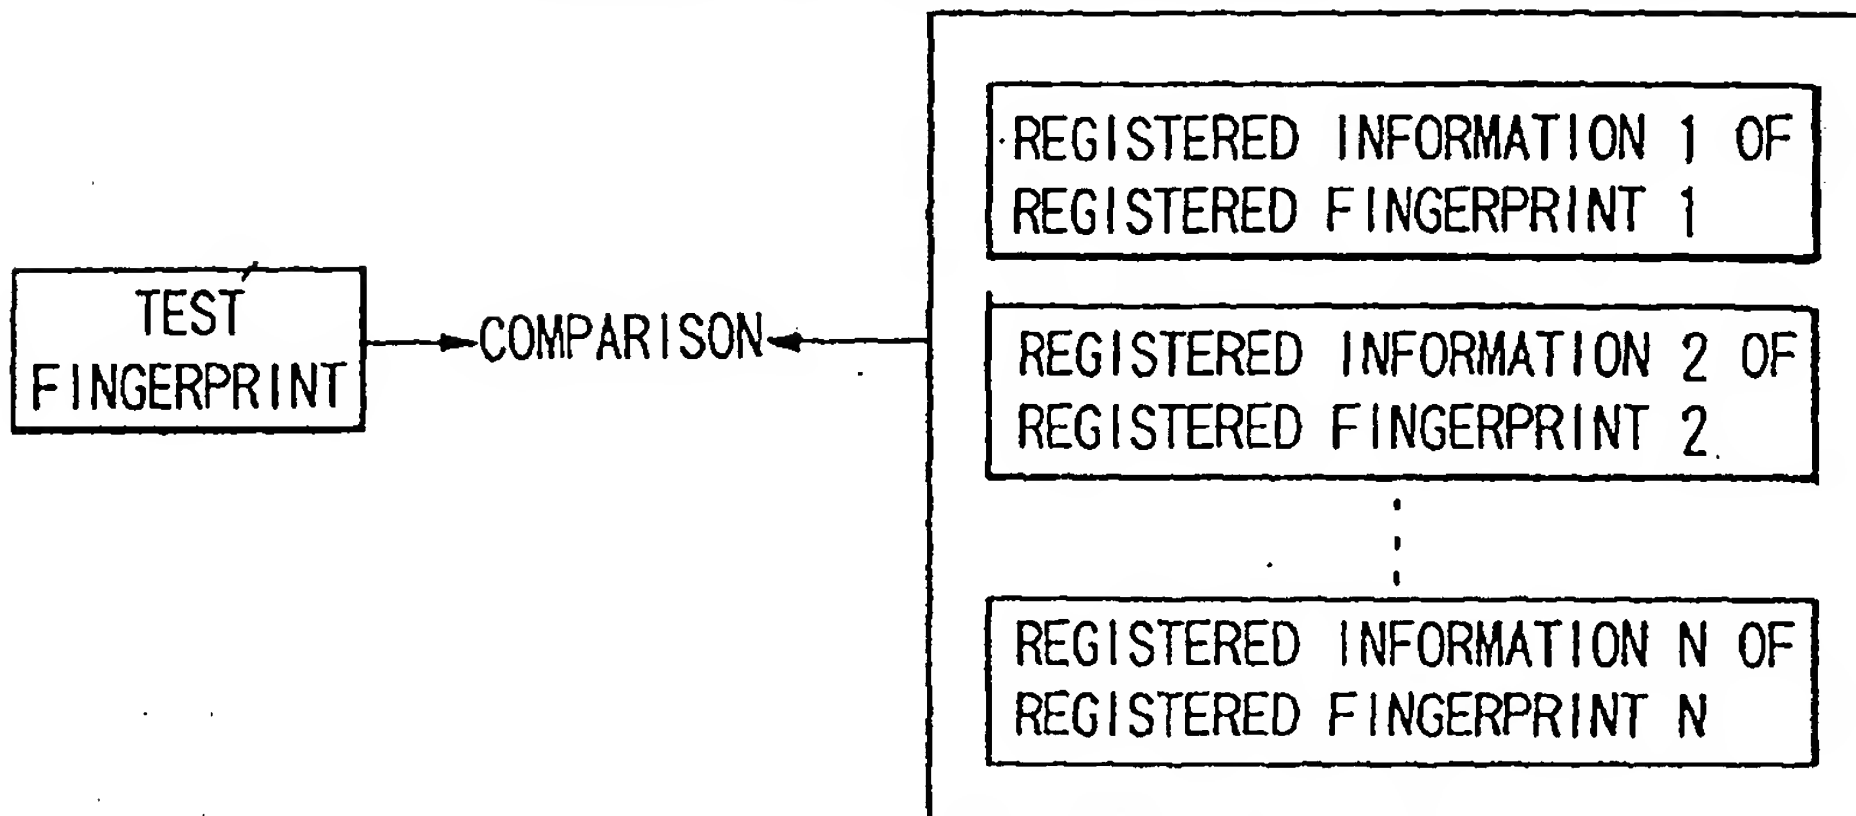 TEST
FINGERPRINT
COMPARISON
REGISTERED INFORMATION 1 OF
REGISTERED FINGERPRINT 1
REGISTERED INFORMATION 2 OF
REGISTERED FINGERPRINT 2
REGISTERED INFORMATION N OF
REGISTERED FINGERPRINT N